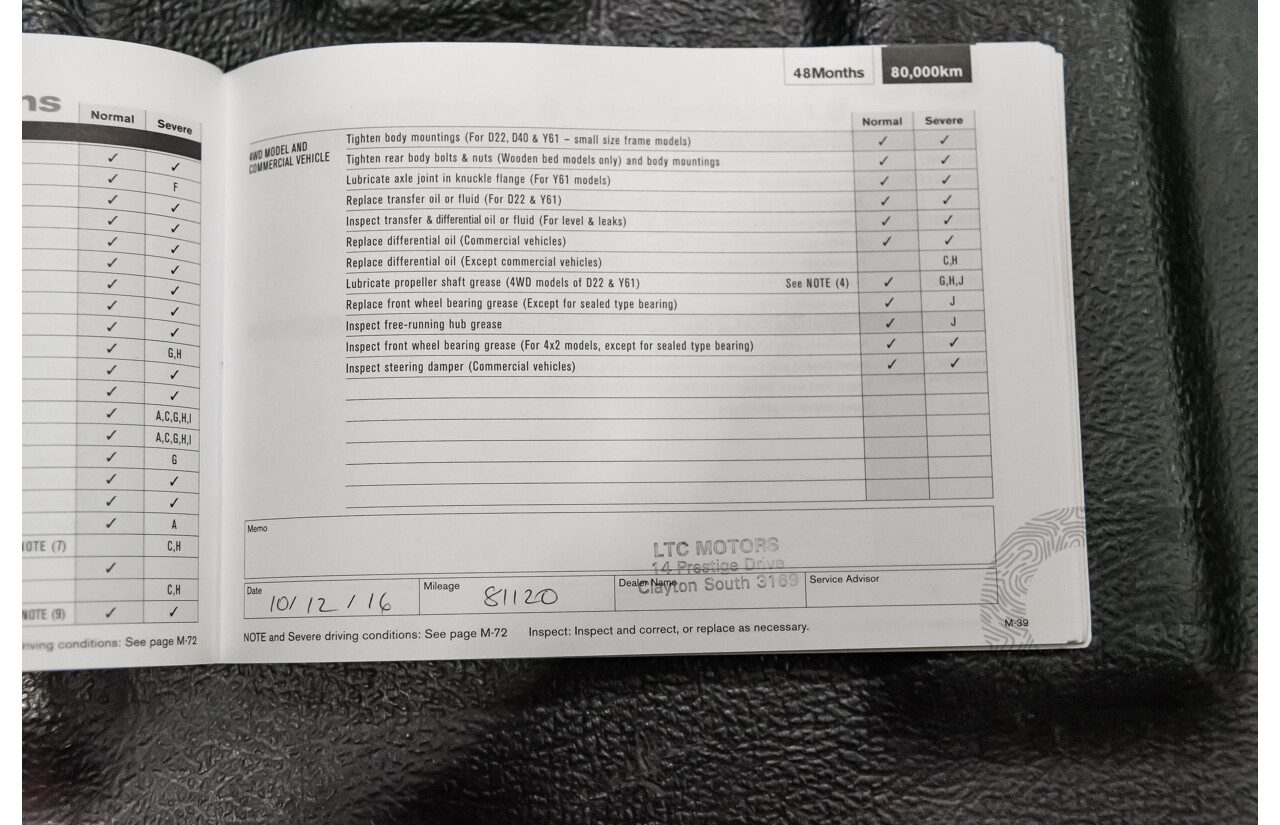 ns
Normal Severe
✓ ✓
✓ F
✓ ✓
✓ ✓
✓ ✓
✓ ✓
✓ ✓
✓ ✓
✓ ✓
✓ G,H
✓ ✓
✓ ✓
✓ A,C,G,H,I
✓ A,C,G,H,I
✓ G
✓ ✓
✓ ✓
✓ A
NOTE (7) C,H
✓
C,H
NOTE (9) ✓ ✓
driving conditions: See page M-72
48Months 80,000km
Normal Severe
4WD MODEL AND
COMMERCIAL VEHICLE
Tighten body mountings (For D22, D40 & Y61 – small size frame models) ✓ ✓
Tighten rear body bolts & nuts (Wooden bed models only) and body mountings ✓ ✓
Lubricate axle joint in knuckle flange (For Y61 models) ✓ ✓
Replace transfer oil or fluid (For D22 & Y61) ✓ ✓
Inspect transfer & differential oil or fluid (For level & leaks) ✓ ✓
Replace differential oil (Commercial vehicles) ✓ ✓
Replace differential oil (Except commercial vehicles) C,H
Lubricate propeller shaft grease (4WD models of D22 & Y61) See NOTE (4) ✓ G,H,J
Replace front wheel bearing grease (Except for sealed type bearing) ✓ J
Inspect free-running hub grease ✓ J
Inspect front wheel bearing grease (For 4x2 models, except for sealed type bearing) ✓ ✓
Inspect steering damper (Commercial vehicles) ✓ ✓
Memo
LTC MOTORS
14 Prestige Drive
Clayton South 3169
Date 10/12/16 Mileage 81120 Dealer Name Service Advisor
NOTE and Severe driving conditions: See page M-72 Inspect: Inspect and correct, or replace as necessary.
M-39